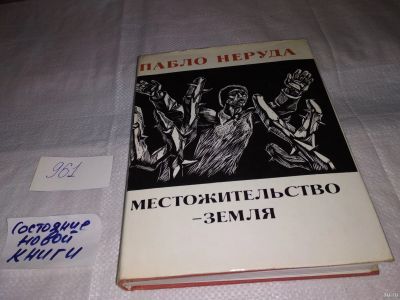 ПАБЛО НЕРУДА
МЕСТОЖИТЕЛЬСТВО
-ЗЕМЛЯ
961
Состояние
новой
книги